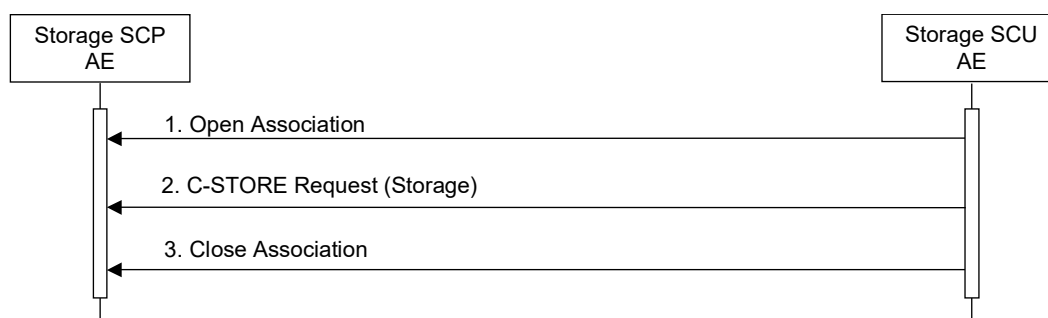 Storage SCP
AE
Storage SCU
AE
1. Open Association
2. C-STORE Request (Storage)
3. Close Association